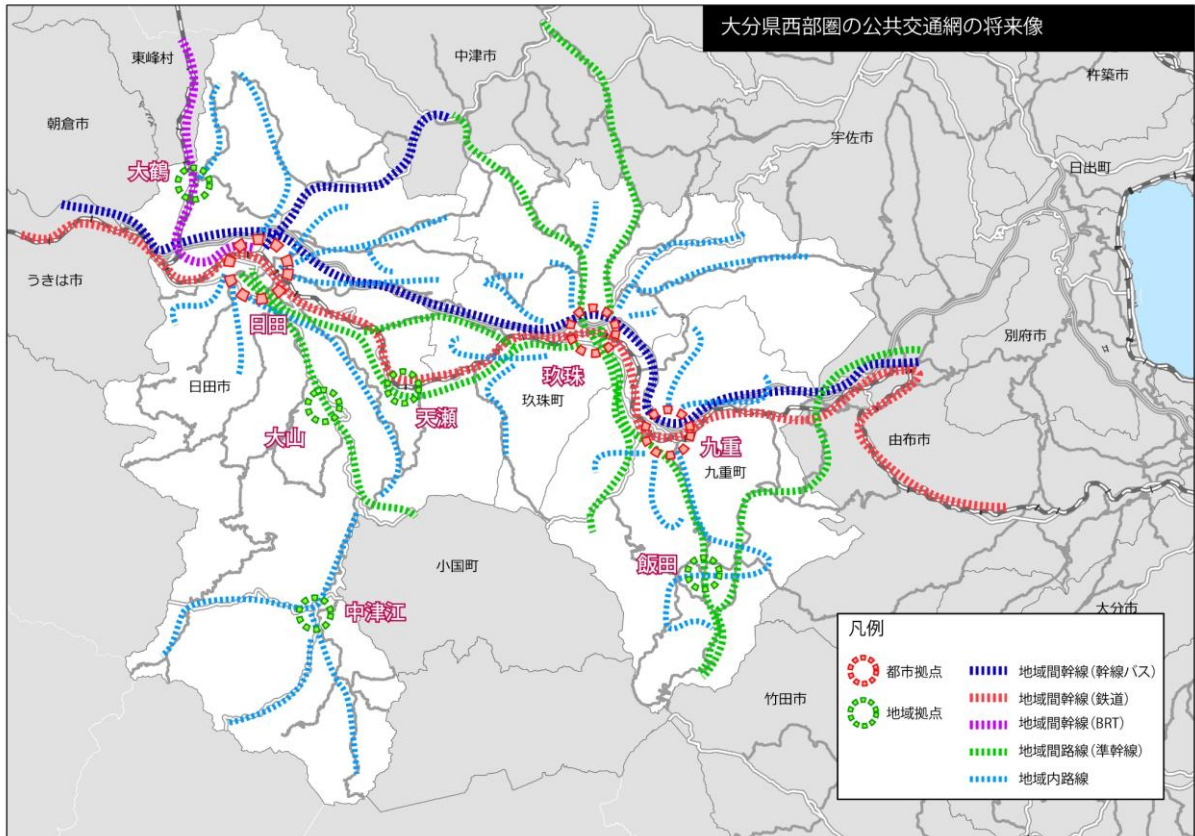 大分県西部圏の公共交通網の将来像
東峰村
中津市
杵築市
朝倉市
宇佐市
日出町
大鶴
うきは市
別府市
日田
日田市
玖珠
玖珠町
天瀬
大山
九重
九重町
由布市
小国町
飯田
中津江
大分市
竹田市
凡例
都市拠点
地域拠点
地域間幹線(幹線バス)
地域間幹線(鉄道)
地域間幹線(BRT)
地域間路線(準幹線)
地域内路線